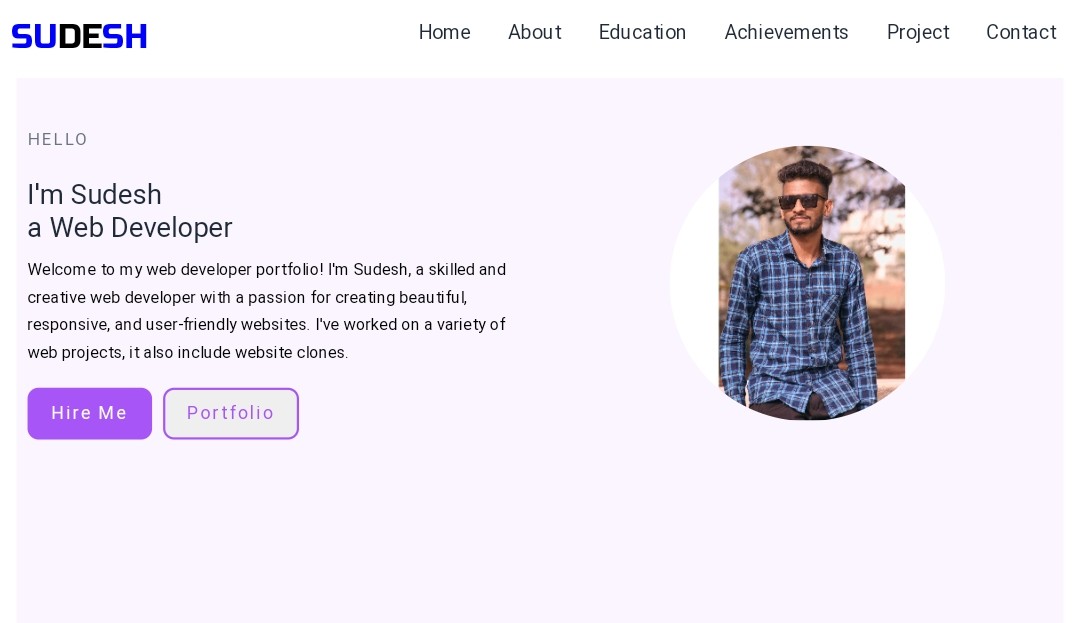 SUDESH
Home About Education Achievements Project Contact
HELLO
I'm Sudesh
a Web Developer
Welcome to my web developer portfolio! I'm Sudesh, a skilled and
creative web developer with a passion for creating beautiful,
responsive, and user-friendly websites. I've worked on a variety of
web projects, it also include website clones.
Hire Me Portfolio